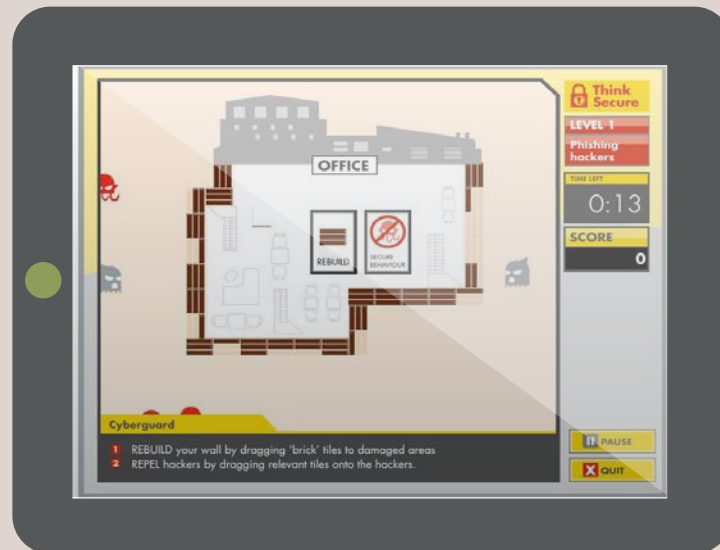 Think
Secure
LEVEL 1
Phishing
hackers
TIME LEFT
0:13
SCORE
0
OFFICE
REBUILD
SECURE
BEHAVIOUR
Cyberguard
1 REBUILD your wall by dragging 'brick' tiles to damaged areas
2 REPEL hackers by dragging relevant tiles onto the hackers.
PAUSE
X QUIT